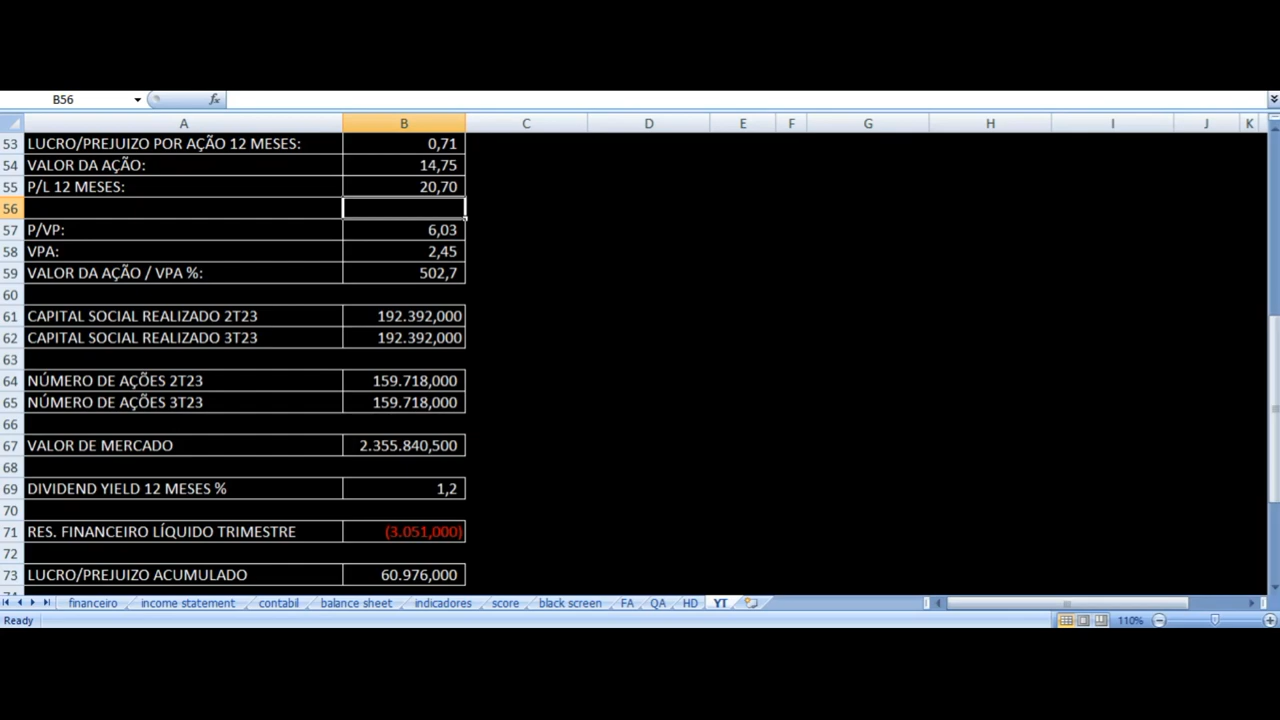 B56 fx
A B C D E F G H I J K
53 LUCRO/PREJUIZO POR AÇÃO 12 MESES: 0,71
54 VALOR DA AÇÃO: 14,75
55 P/L 12 MESES: 20,70
56
57 P/VP: 6,03
58 VPA: 2,45
59 VALOR DA AÇÃO / VPA %: 502,7
60
61 CAPITAL SOCIAL REALIZADO 2T23 192.392,000
62 CAPITAL SOCIAL REALIZADO 3T23 192.392,000
63
64 NÚMERO DE AÇÕES 2T23 159.718,000
65 NÚMERO DE AÇÕES 3T23 159.718,000
66
67 VALOR DE MERCADO 2.355.840,500
68
69 DIVIDEND YIELD 12 MESES % 1,2
70
71 RES. FINANCEIRO LÍQUIDO TRIMESTRE (3.051,000)
72
73 LUCRO/PREJUIZO ACUMULADO 60.976,000
financeiro income statement contabil balance sheet indicadores score black screen FA QA HD YT
Ready 110%